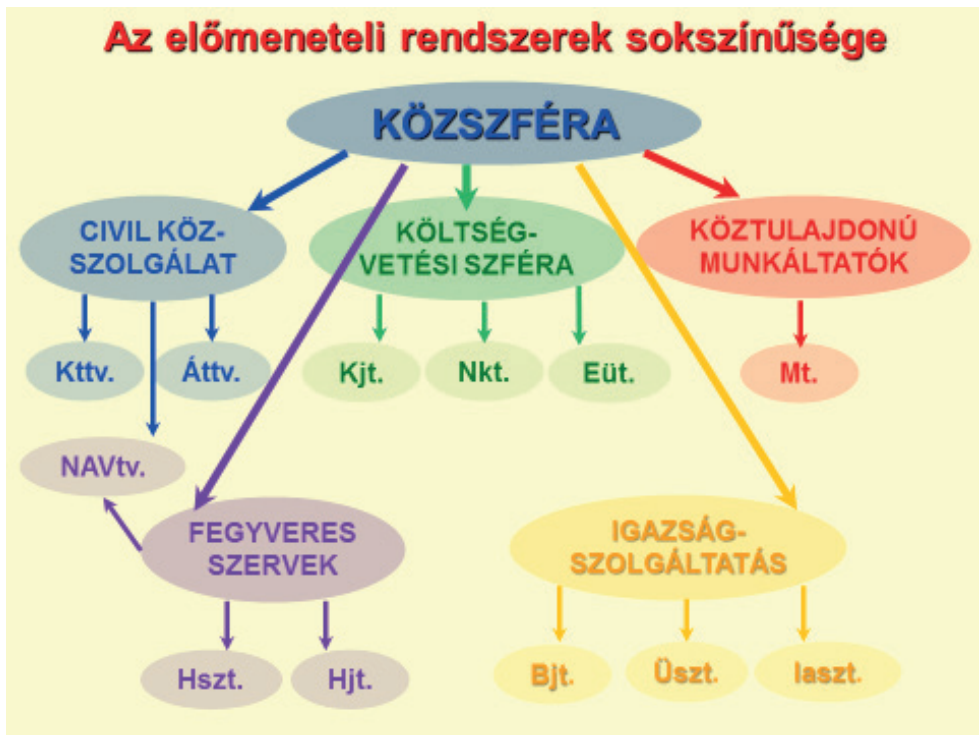 Az előmeneteli rendszerek sokszínűsége
KÖZSZFÉRA
CIVIL KÖZ-
SZOLGÁLAT
KÖLTSÉG-
VETÉSI SZFÉRA
KÖZTULAJDONÚ
MUNKÁLTATÓK
Kttv.
Áttv.
Kjt.
Nkt.
Eüt.
Mt.
NAVtv.
FEGYVERES
SZERVEK
IGAZSÁG-
SZOLGÁLTATÁS
Hszt.
Hjt.
Bjt.
Üszt.
Iaszt.